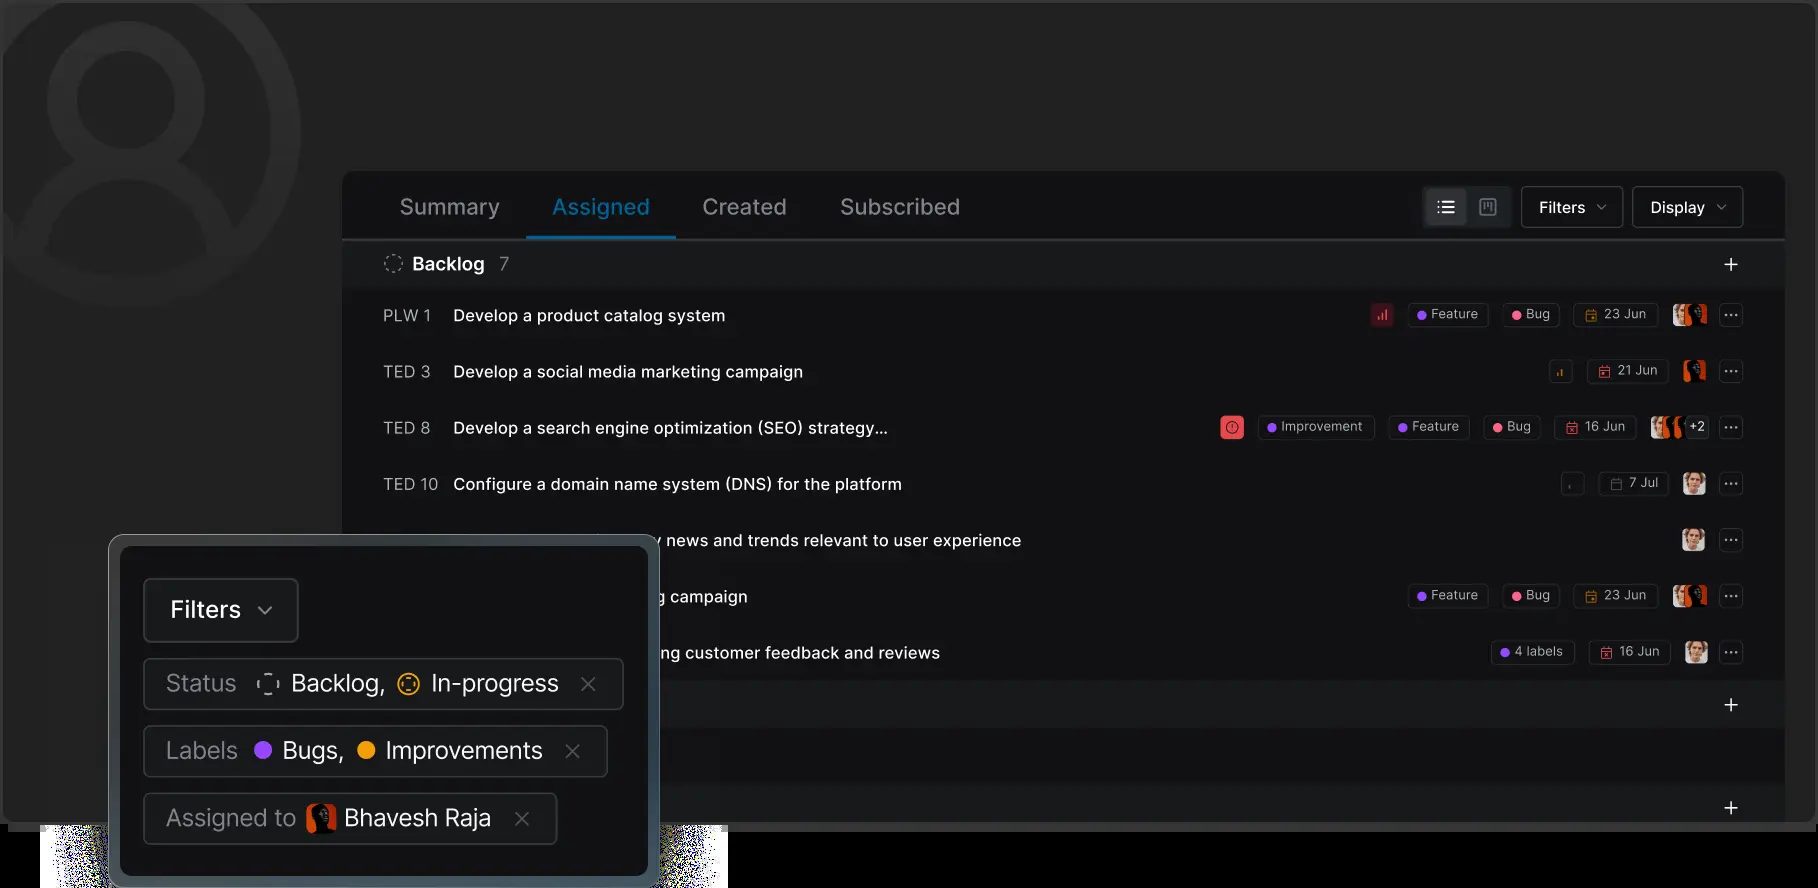 Summary Assigned Created Subscribed Filters Display
Backlog 7
PLW 1 Develop a product catalog system Feature Bug 23 Jun
TED 3 Develop a social media marketing campaign 21 Jun
TED 8 Develop a search engine optimization (SEO) strategy... Improvement Feature Bug 16 Jun +2
TED 10 Configure a domain name system (DNS) for the platform 7 Jul
news and trends relevant to user experience
campaign Feature Bug 23 Jun
ng customer feedback and reviews 4 labels 16 Jun
Filters
Status Backlog, In-progress
Labels Bugs, Improvements
Assigned to Bhavesh Raja